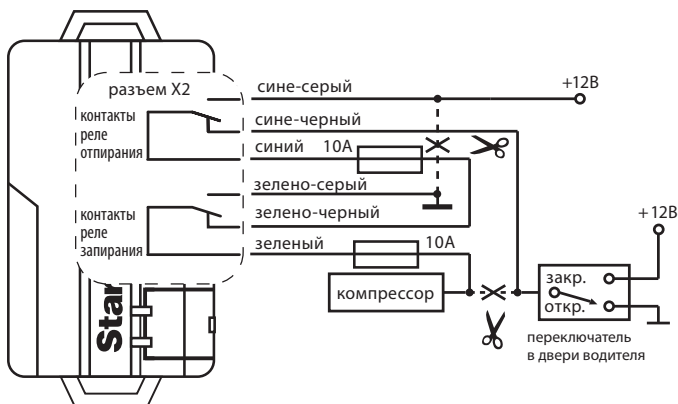 разъем X2
сине-серый
+12В
контакты
реле
отпирания
сине-черный
синий 10А
зелено-серый
контакты
реле
запирания
зелено-черный
зеленый 10А
+12В
компрессор
закр.
откр.
переключатель
в двери водителя
Star